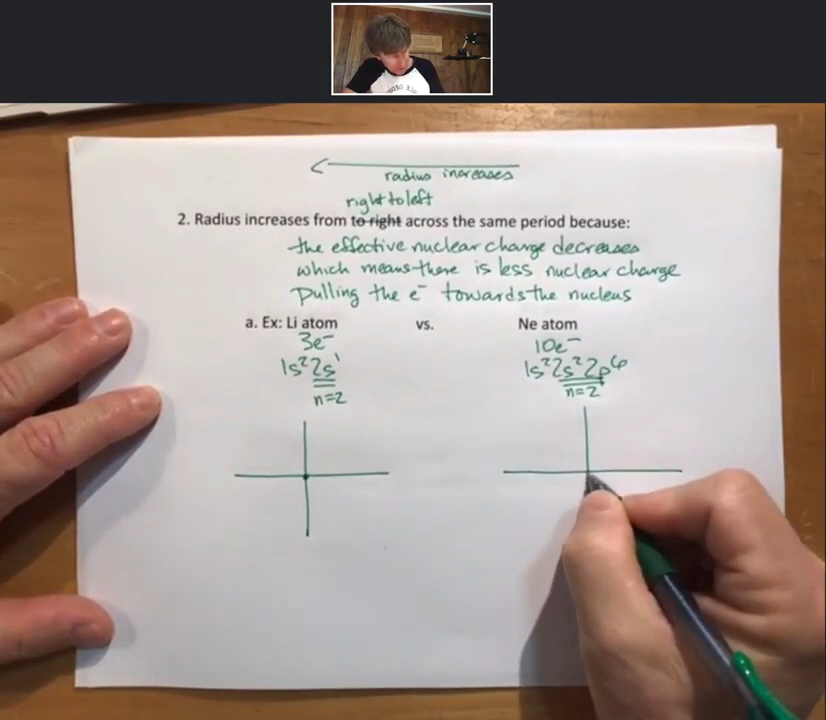 radius increases
right to left
2. Radius increases from to right across the same period because:
the effective nuclear charge decreases
which means there is less nuclear charge
pulling the e⁻ towards the nucleus
a. Ex: Li atom vs. Ne atom
3e⁻ 10e⁻
1s²2s¹ 1s²2s²2p⁶
n=2 n=2